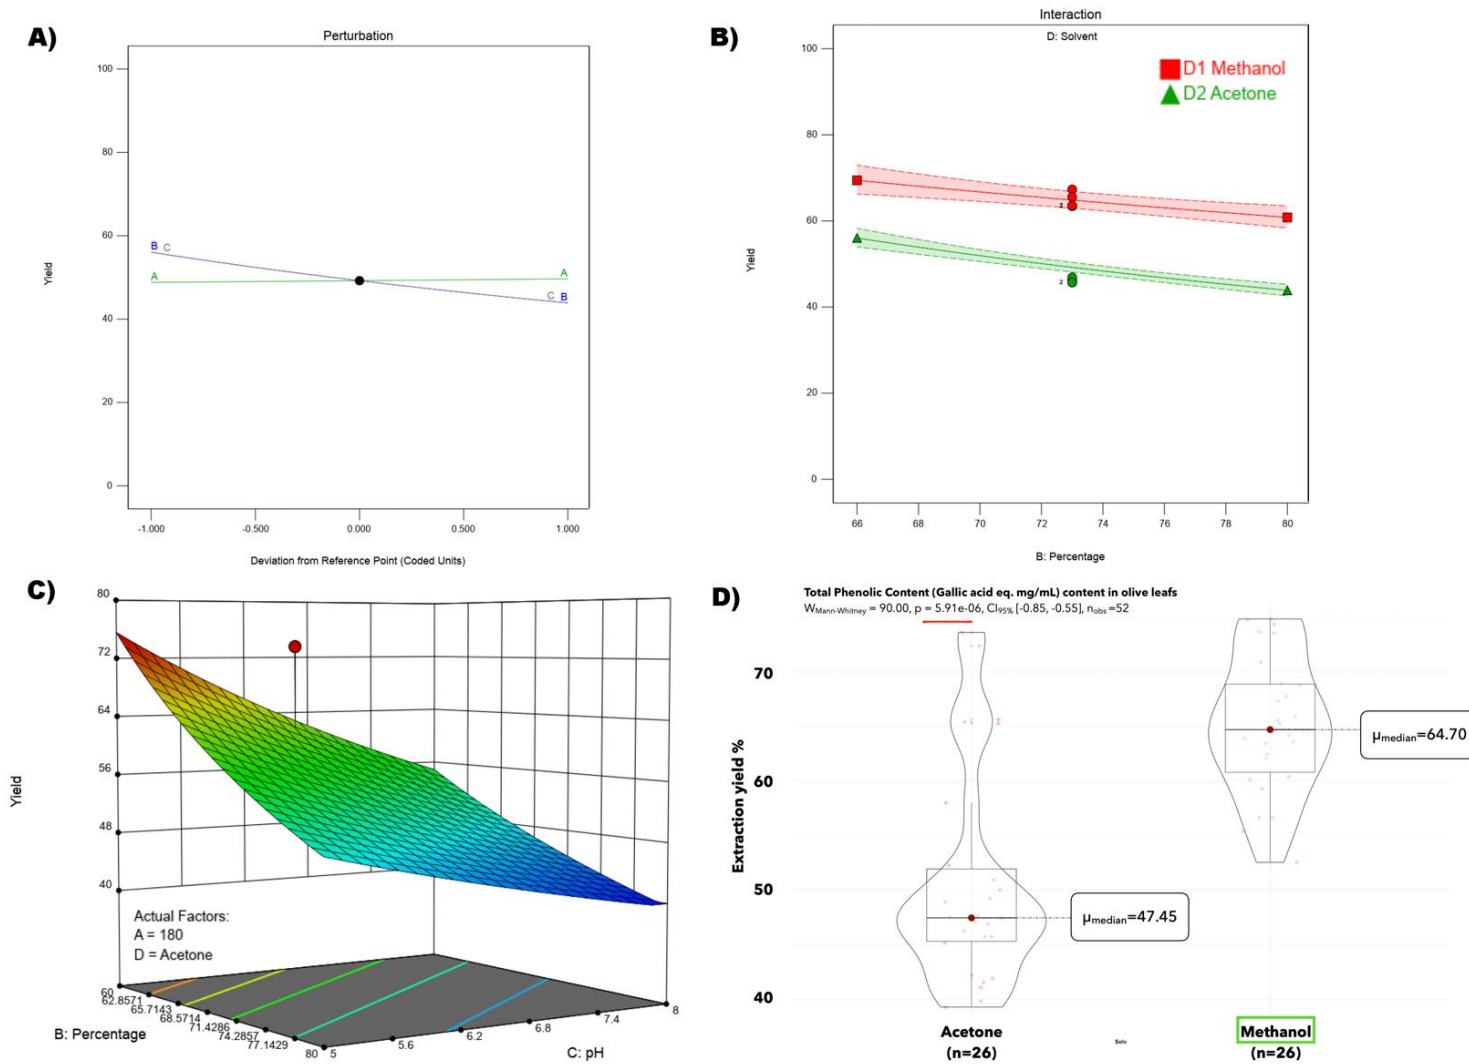 A)
Perturbation
100
80
60
40
20
0
Yield
B C
A
A
C B
-1.000
-0.500
0.000
0.500
1.000
Deviation from Reference Point (Coded Units)
B)
Interaction
D: Solvent
D1 Methanol
D2 Acetone
100
80
60
40
20
0
Yield
2
2
66
68
70
72
74
76
78
80
B: Percentage
C)
80
72
64
56
48
40
Yield
Actual Factors:
A = 180
D = Acetone
60
62.8571
65.7143
68.5714
71.4286
74.2857
77.1429
80
B: Percentage
5
5.6
6.2
6.8
7.4
8
C: pH
D)
Total Phenolic Content (Gallic acid eq. mg/mL) content in olive leafs
WMann-Whitney = 90.00, p = 5.91e-06, CI95% [-0.85, -0.55], nobs =52
70
60
50
40
Extraction yield %
μmedian=47.45
μmedian=64.70
Acetone
(n=26)
Solv
Methanol
(n=26)